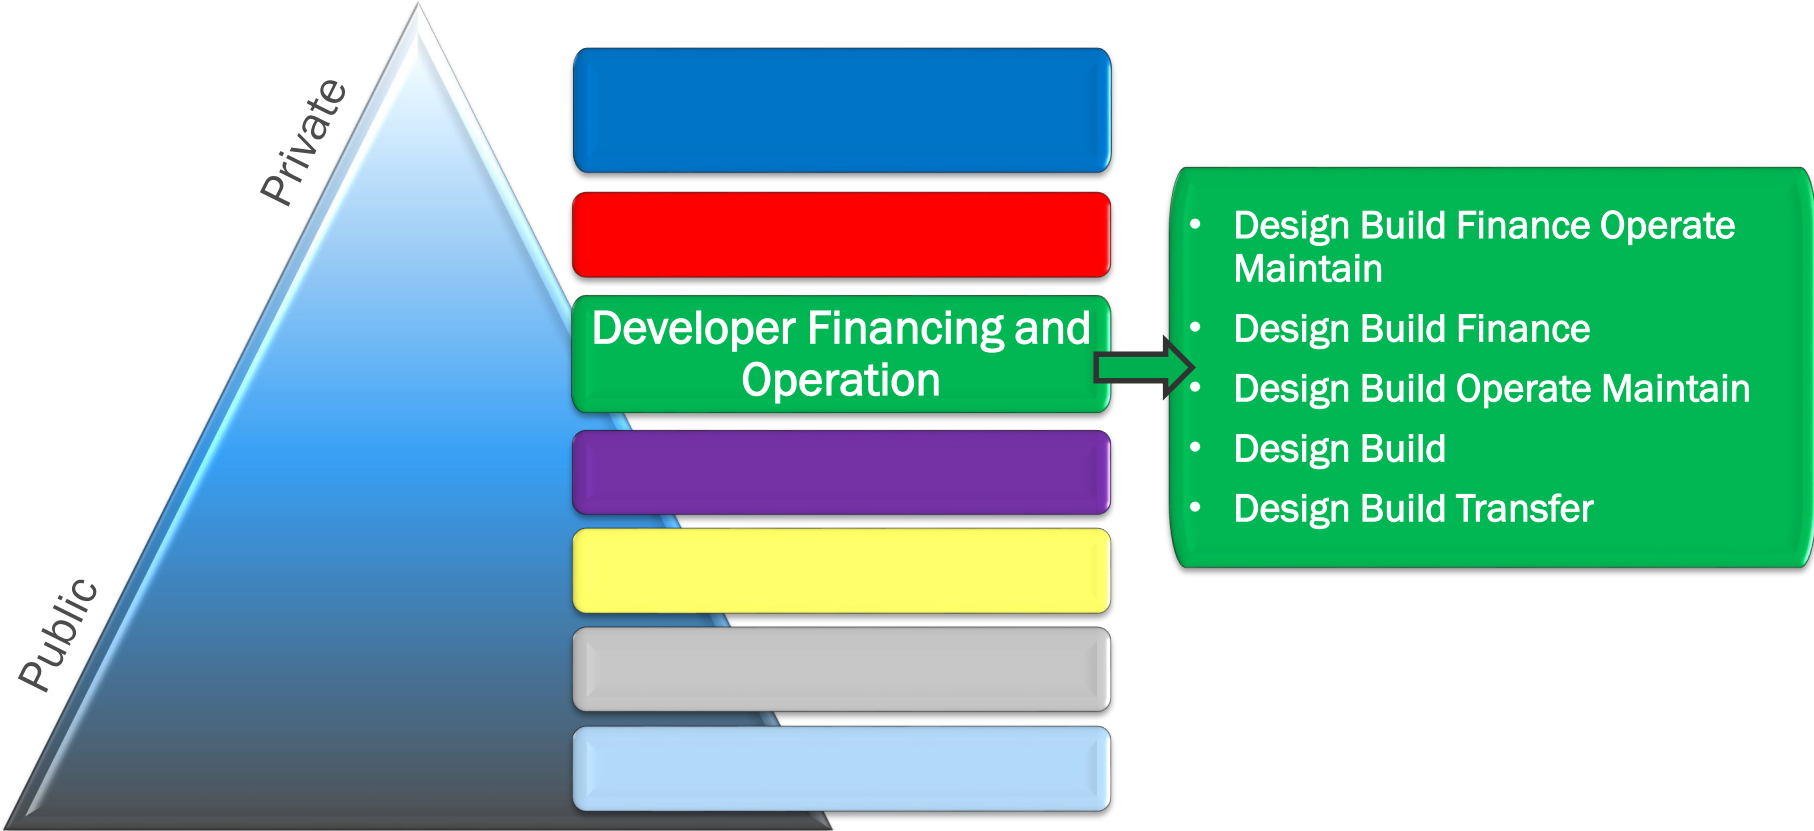 Private
Public
Developer Financing and
Operation
• Design Build Finance Operate
Maintain
• Design Build Finance
• Design Build Operate Maintain
• Design Build
• Design Build Transfer